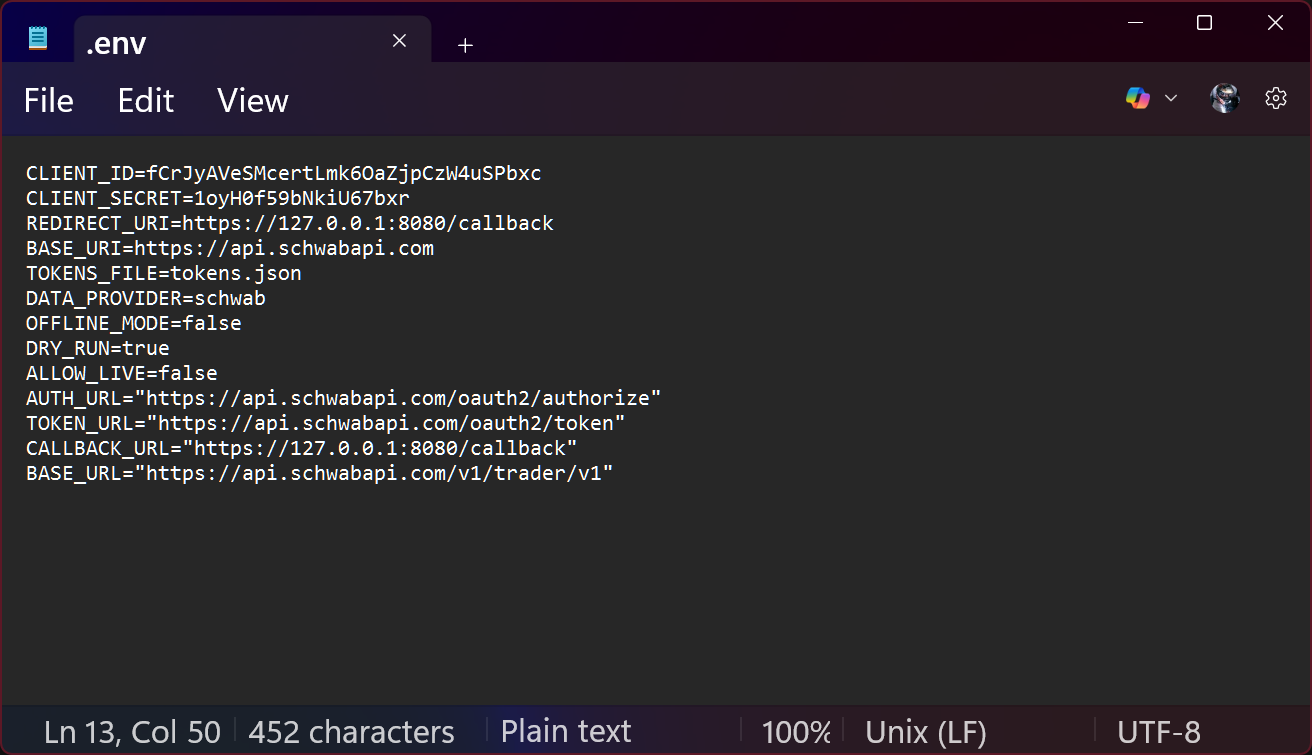 .env
File Edit View
CLIENT_ID=fCrJyAVeSMcertLmk6OaZjpCzW4uSPbxc
CLIENT_SECRET=1oyH0f59bNkiU67bxr
REDIRECT_URI=https://127.0.0.1:8080/callback
BASE_URI=https://api.schwabapi.com
TOKENS_FILE=tokens.json
DATA_PROVIDER=schwab
OFFLINE_MODE=false
DRY_RUN=true
ALLOW_LIVE=false
AUTH_URL="https://api.schwabapi.com/oauth2/authorize"
TOKEN_URL="https://api.schwabapi.com/oauth2/token"
CALLBACK_URL="https://127.0.0.1:8080/callback"
BASE_URL="https://api.schwabapi.com/v1/trader/v1"
Ln 13, Col 50 452 characters Plain text 100% Unix (LF) UTF-8